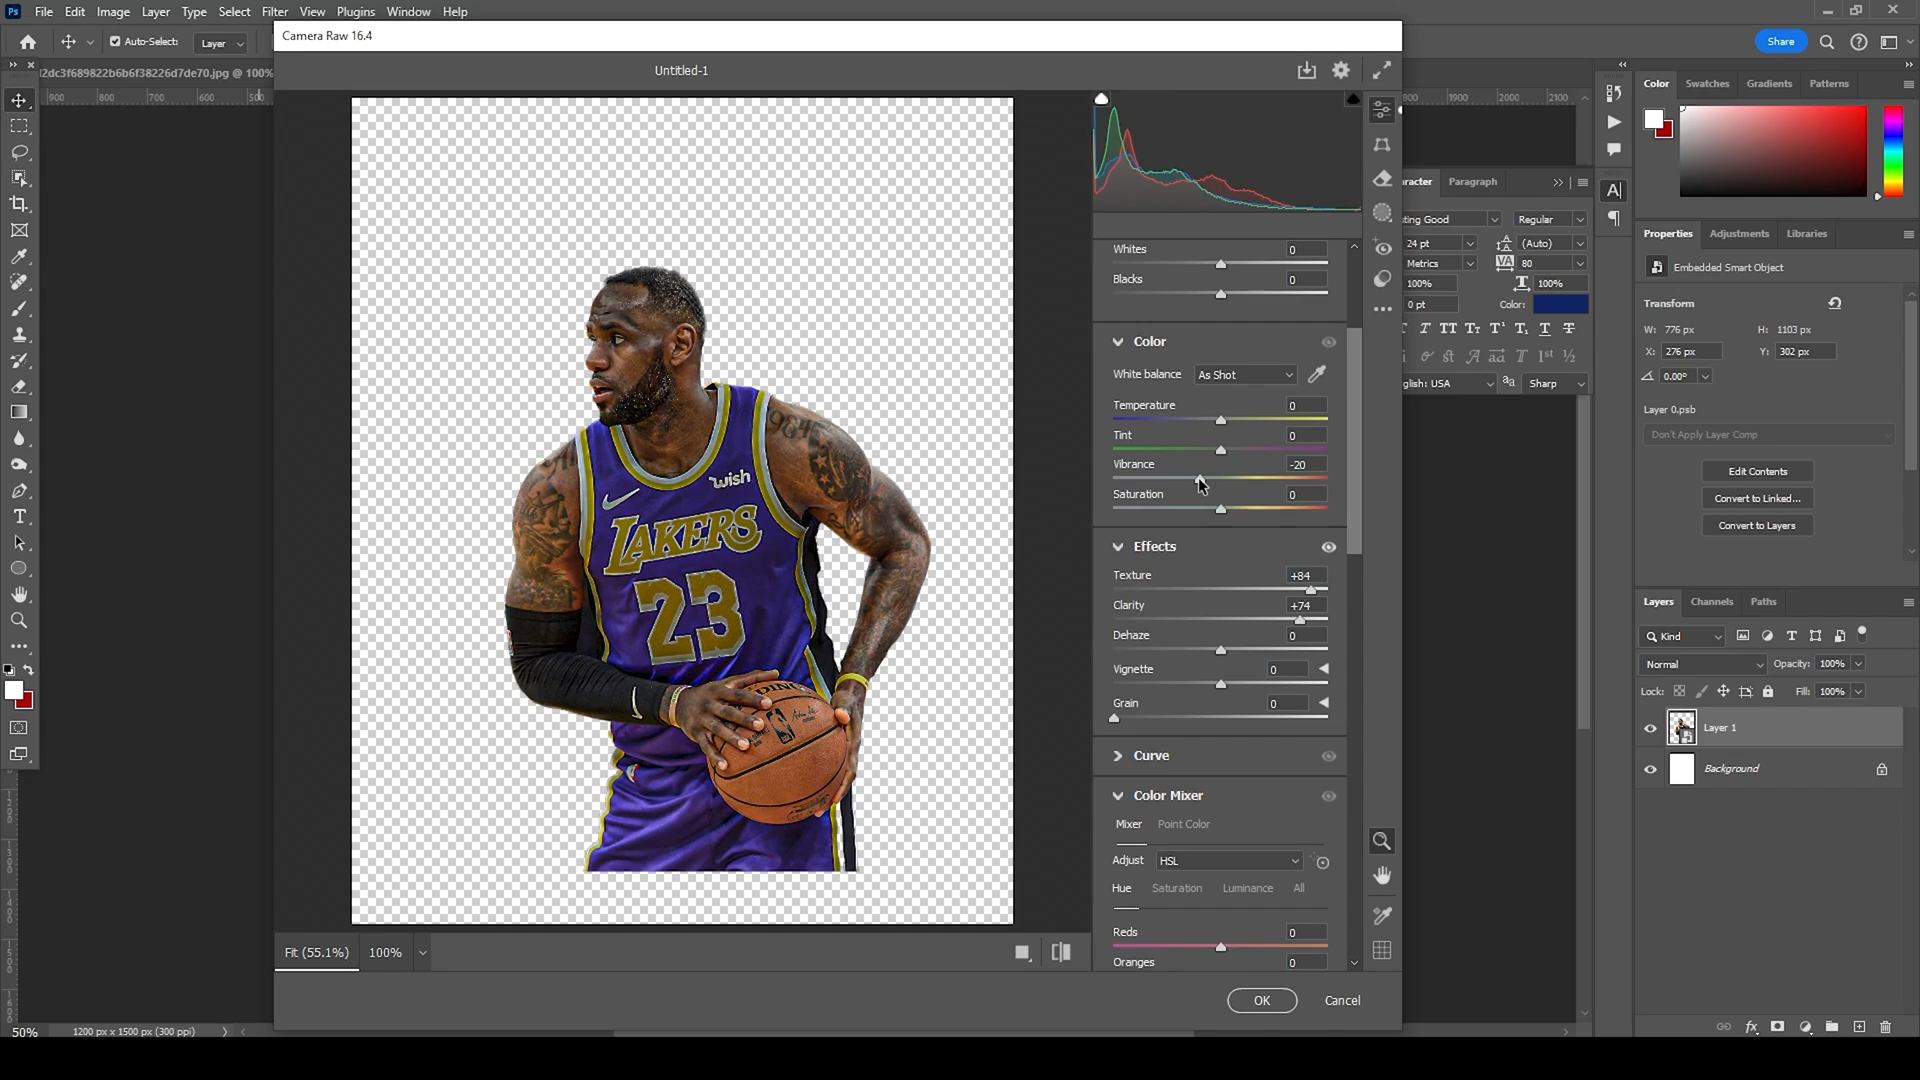 File Edit Image Layer Type Select Filter View Plugins Window Help
Auto-Select: Layer
Share
l2dc3f689822b6b6f38226d7de70.jpg @ 100%
900 800 700 600 500
1900 2000 2100
Camera Raw 16.4
Untitled-1
wish
LAKERS
23
Fit (55.1%) 100%
Whites 0
Blacks 0
Color
White balance As Shot
Temperature 0
Tint 0
Vibrance -20
Saturation 0
Effects
Texture +84
Clarity +74
Dehaze 0
Vignette 0
Grain 0
Curve
Color Mixer
Mixer Point Color
Adjust HSL
Hue Saturation Luminance All
Reds 0
Oranges 0
OK Cancel
aracter Paragraph
ting Good Regular
24 pt (Auto)
Metrics 80
100% 100%
0 pt Color:
glish: USA Sharp
Color Swatches Gradients Patterns
Properties Adjustments Libraries
Embedded Smart Object
Transform
W: 776 px H: 1103 px
X: 276 px Y: 302 px
0.00°
Layer 0.psb
Don't Apply Layer Comp
Edit Contents
Convert to Linked...
Convert to Layers
Layers Channels Paths
Kind
Normal Opacity: 100%
Lock: Fill: 100%
Layer 1
Background
50% 1200 px x 1500 px (300 ppi)